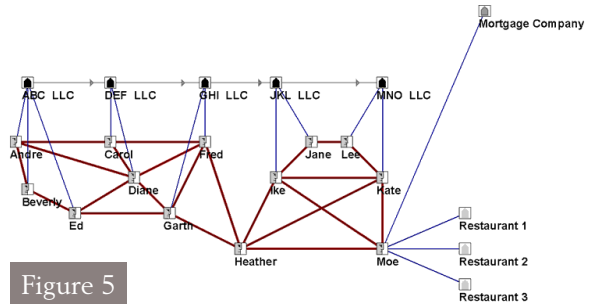 Mortgage Company
ABC LLC
DEF LLC
GHI LLC
JKL LLC
MNO LLC
Andre
Carol
Fred
Jane
Lee
Diane
Ike
Kate
Beverly
Ed
Garth
Restaurant 1
Heather
Moe
Restaurant 2
Figure 5
Restaurant 3